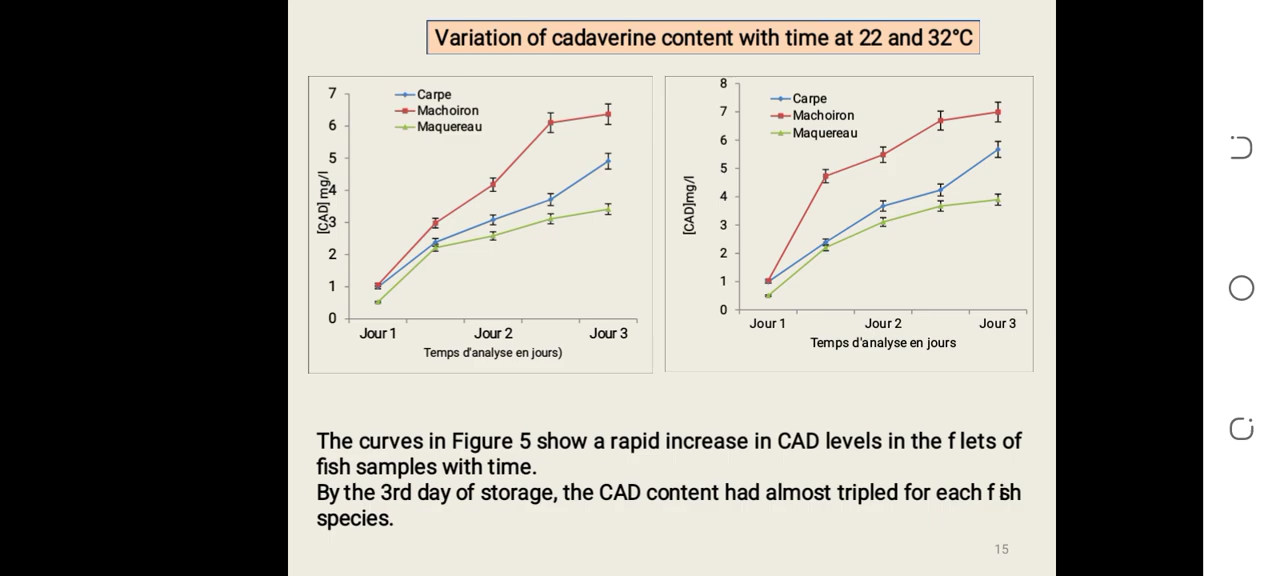 Variation of cadaverine content with time at 22 and 32°C
7
6
5
4
3
2
1
0
[CAD] mg/l
Carpe
Machoiron
Maquereau
Jour 1 Jour 2 Jour 3
Temps d'analyse en jours)
8
7
6
5
4
3
2
1
0
[CAD]mg/l
Carpe
Machoiron
Maquereau
Jour 1 Jour 2 Jour 3
Temps d'analyse en jours
The curves in Figure 5 show a rapid increase in CAD levels in the f lets of
fish samples with time.
By the 3rd day of storage, the CAD content had almost tripled for each f ish
species.
15